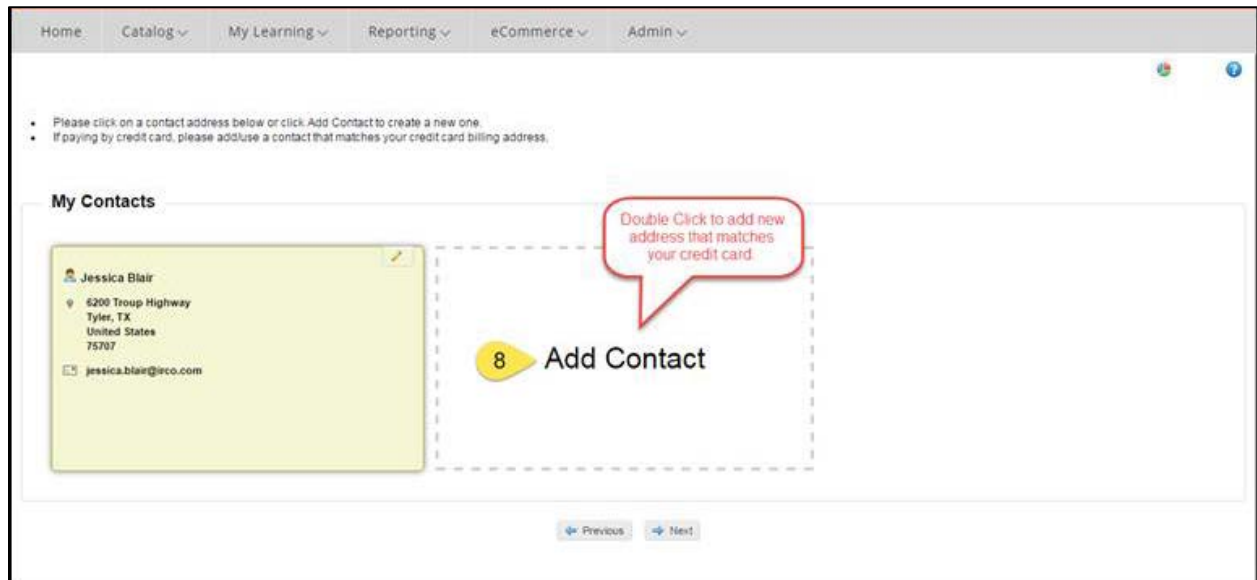 Home Catalog My Learning Reporting eCommerce Admin
Please click on a contact address below or click Add Contact to create a new one.
If paying by credit card, please add/use a contact that matches your credit card billing address.
My Contacts
Double Click to add new
address that matches
your credit card.
Jessica Blair
6200 Troup Highway
Tyler, TX
United States
75707
jessica.blair@irco.com
8 Add Contact
Previous Next